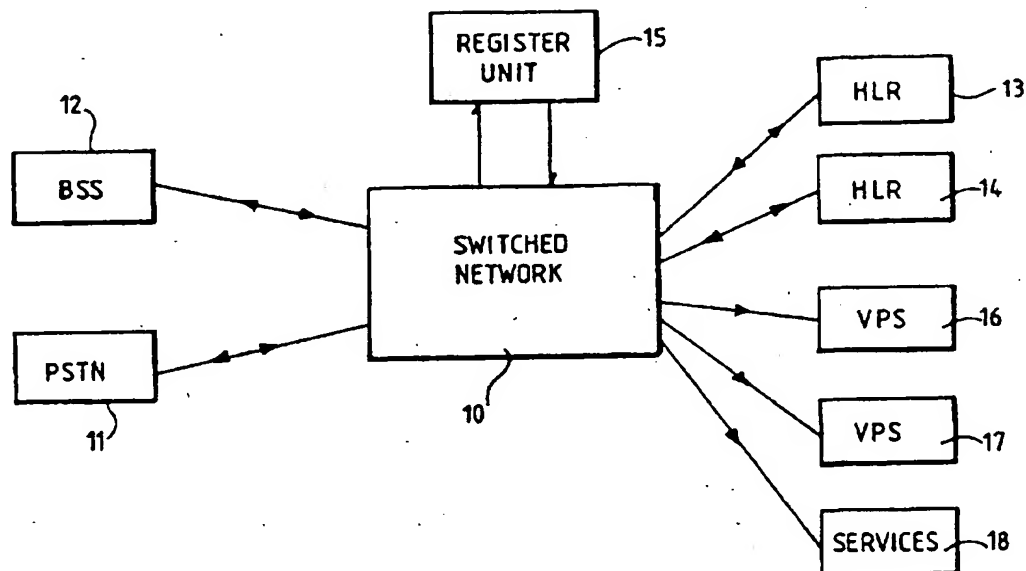 REGISTER
UNIT
15
12
BSS
HLR
13
HLR
14
SWITCHED
NETWORK
VPS
16
PSTN
11
10
VPS
17
SERVICES
18